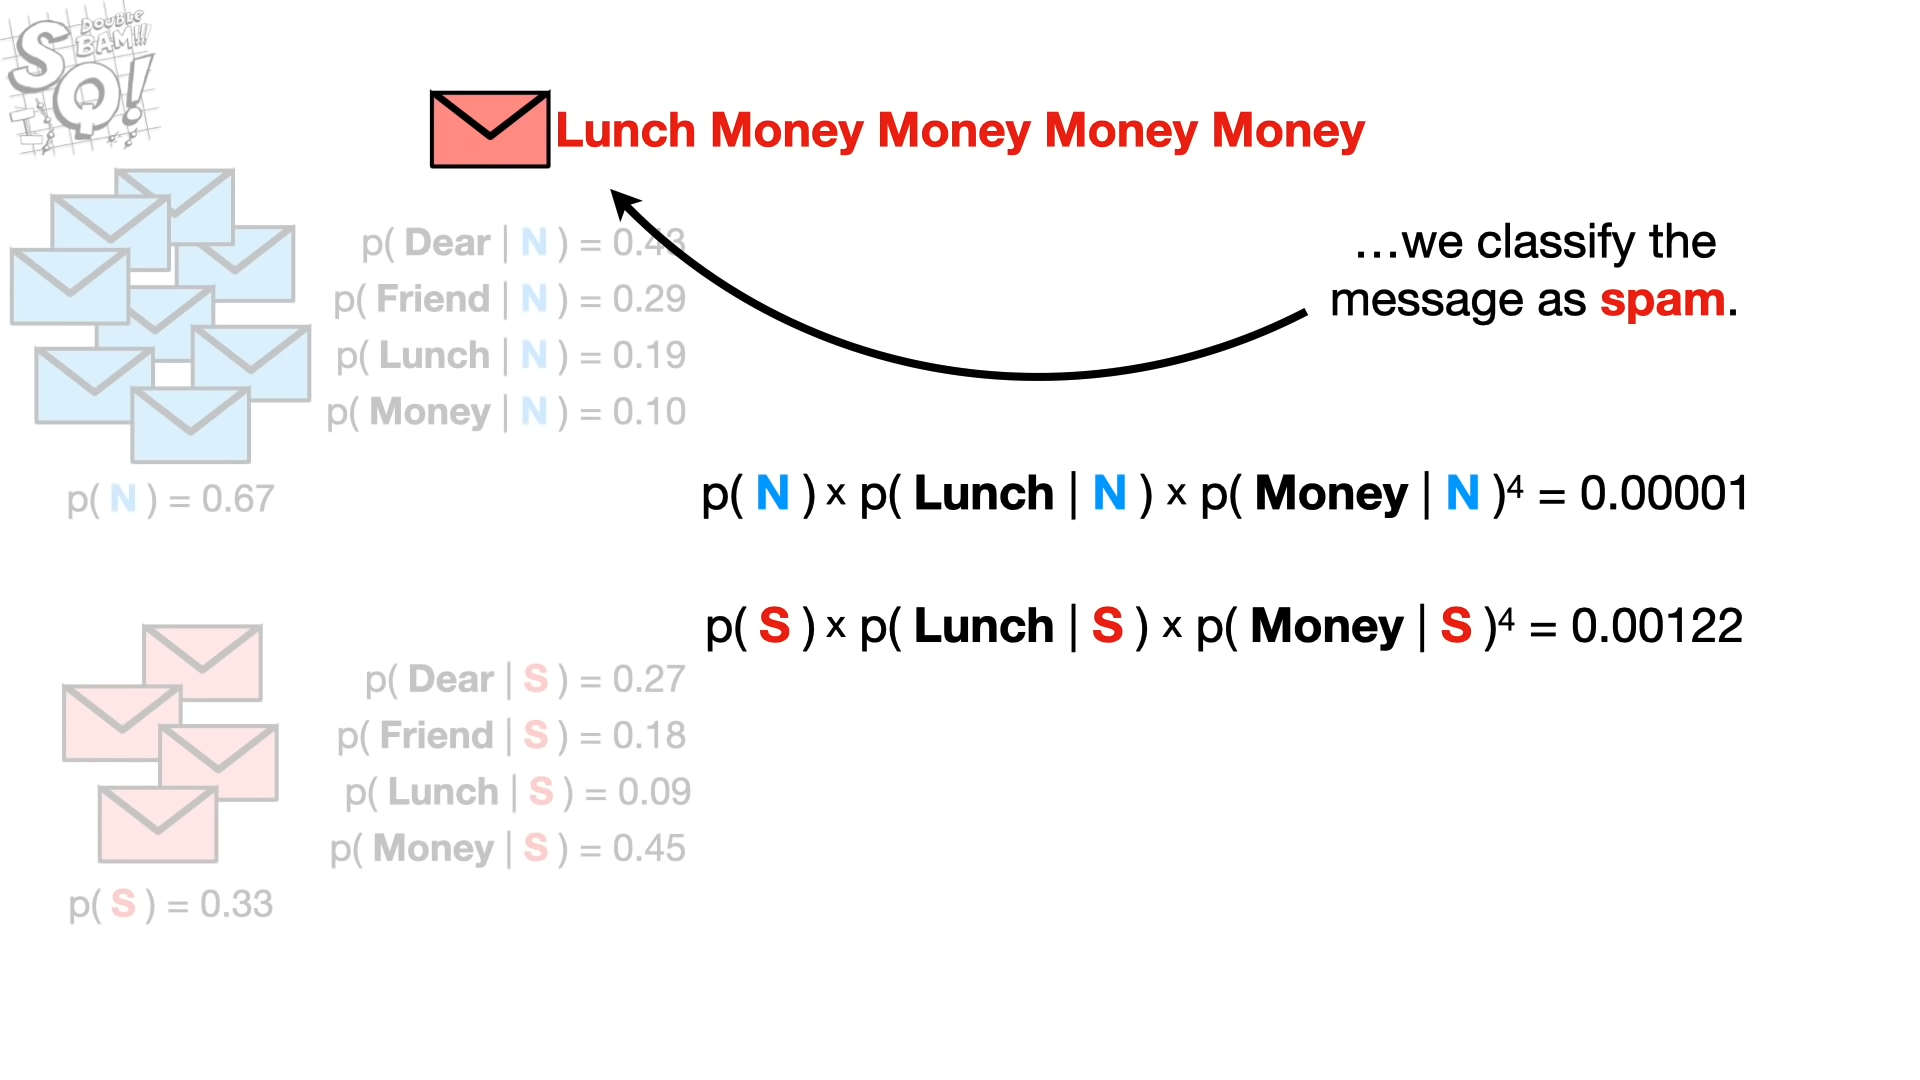 DOUBLE
BAM!!!
SQ!
Lunch Money Money Money Money
…we classify the
message as spam.
p( Dear | N ) = 0.43
p( Friend | N ) = 0.29
p( Lunch | N ) = 0.19
p( Money | N ) = 0.10
p( N ) = 0.67
p( N ) x p( Lunch | N ) x p( Money | N )⁴ = 0.00001
p( S ) x p( Lunch | S ) x p( Money | S )⁴ = 0.00122
p( Dear | S ) = 0.27
p( Friend | S ) = 0.18
p( Lunch | S ) = 0.09
p( Money | S ) = 0.45
p( S ) = 0.33